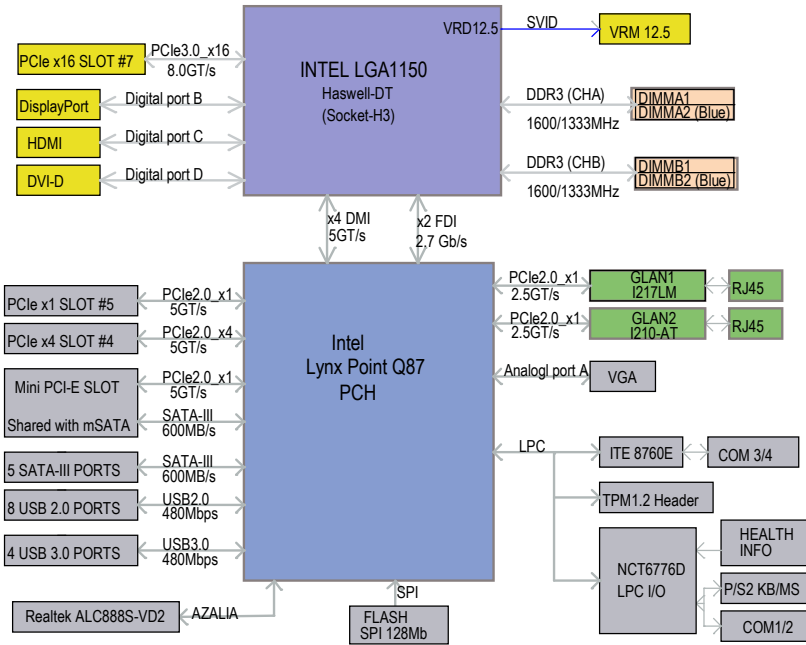 VRD12.5
SVID
VRM 12.5
PCIe x16 SLOT #7
PCIe3.0_x16
8.0GT/s
INTEL LGA1150
Haswell-DT
(Socket-H3)
DisplayPort
Digital port B
HDMI
Digital port C
DVI-D
Digital port D
DDR3 (CHA)
1600/1333MHz
DIMMA1
DIMMA2 (Blue)
DDR3 (CHB)
1600/1333MHz
DIMMB1
DIMMB2 (Blue)
x4 DMI
5GT/s
x2 FDI
2.7 Gb/s
PCIe x1 SLOT #5
PCIe2.0_x1
5GT/s
PCIe x4 SLOT #4
PCIe2.0_x4
5GT/s
Mini PCI-E SLOT
Shared with mSATA
PCIe2.0_x1
5GT/s
SATA-III
600MB/s
5 SATA-III PORTS
SATA-III
600MB/s
8 USB 2.0 PORTS
USB2.0
480Mbps
4 USB 3.0 PORTS
USB3.0
480Mbps
Intel
Lynx Point Q87
PCH
PCIe2.0_x1
2.5GT/s
GLAN1
I217LM
RJ45
PCIe2.0_x1
2.5GT/s
GLAN2
I210-AT
RJ45
Analogl port A
VGA
LPC
ITE 8760E
COM 3/4
TPM1.2 Header
NCT6776D
LPC I/O
HEALTH
INFO
P/S2 KB/MS
COM1/2
Realtek ALC888S-VD2
AZALIA
SPI
FLASH
SPI 128Mb